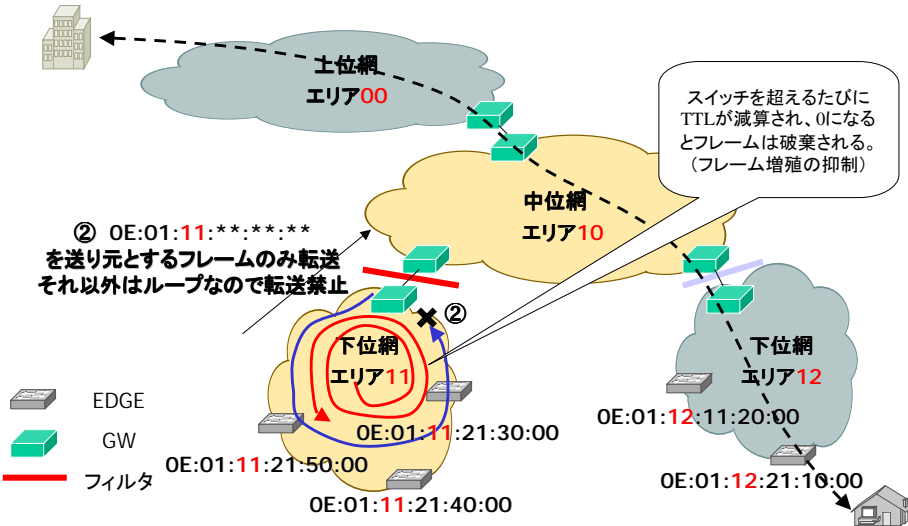 上位網
エリア00
スイッチを超えるたびに
TTLが減算され、0になる
とフレームは破棄される。
（フレーム増殖の抑制）
中位網
エリア10
② 0E:01:11:**:**:**
を送り元とするフレームのみ転送
それ以外はループなので転送禁止
②
下位網
エリア11
下位網
エリア12
0E:01:12:11:20:00
0E:01:11:21:30:00
0E:01:11:21:50:00
0E:01:12:21:10:00
0E:01:11:21:40:00
EDGE
GW
フィルタ